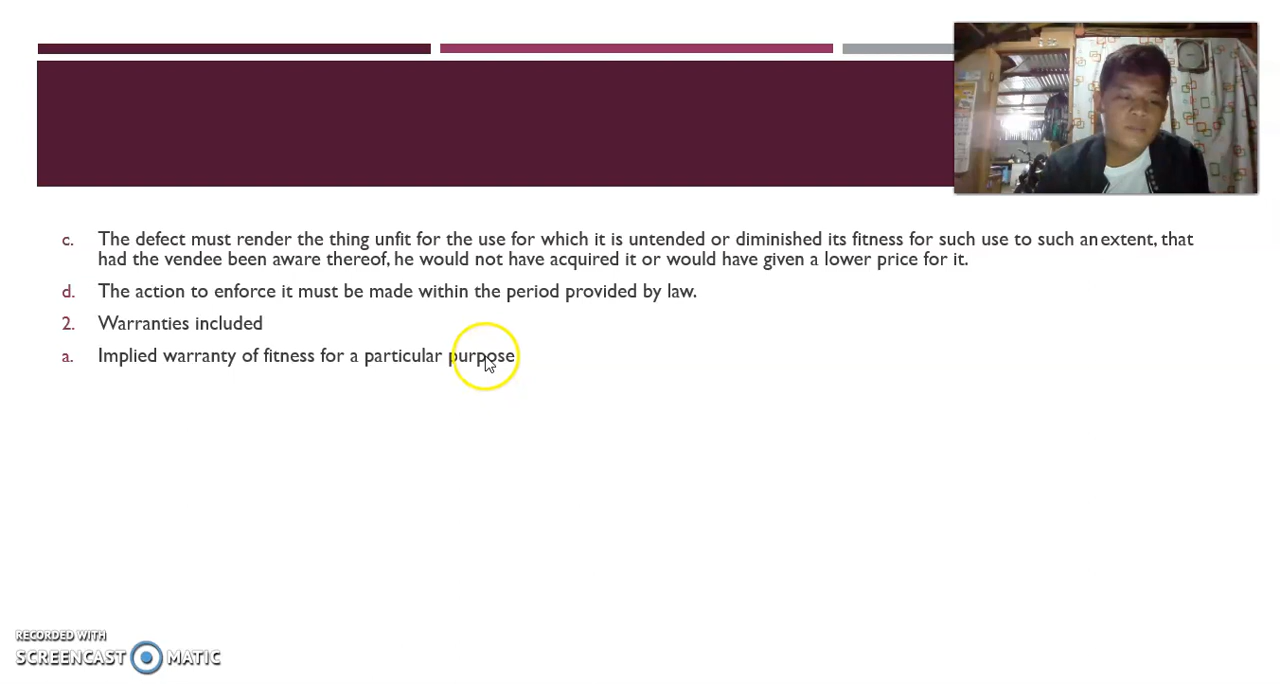 c. The defect must render the thing unfit for the use for which it is untended or diminished its fitness for such use to such an extent, that
had the vendee been aware thereof, he would not have acquired it or would have given a lower price for it.
d. The action to enforce it must be made within the period provided by law.
2. Warranties included
a. Implied warranty of fitness for a particular purpose
RECORDED WITH
SCREENCAST MATIC